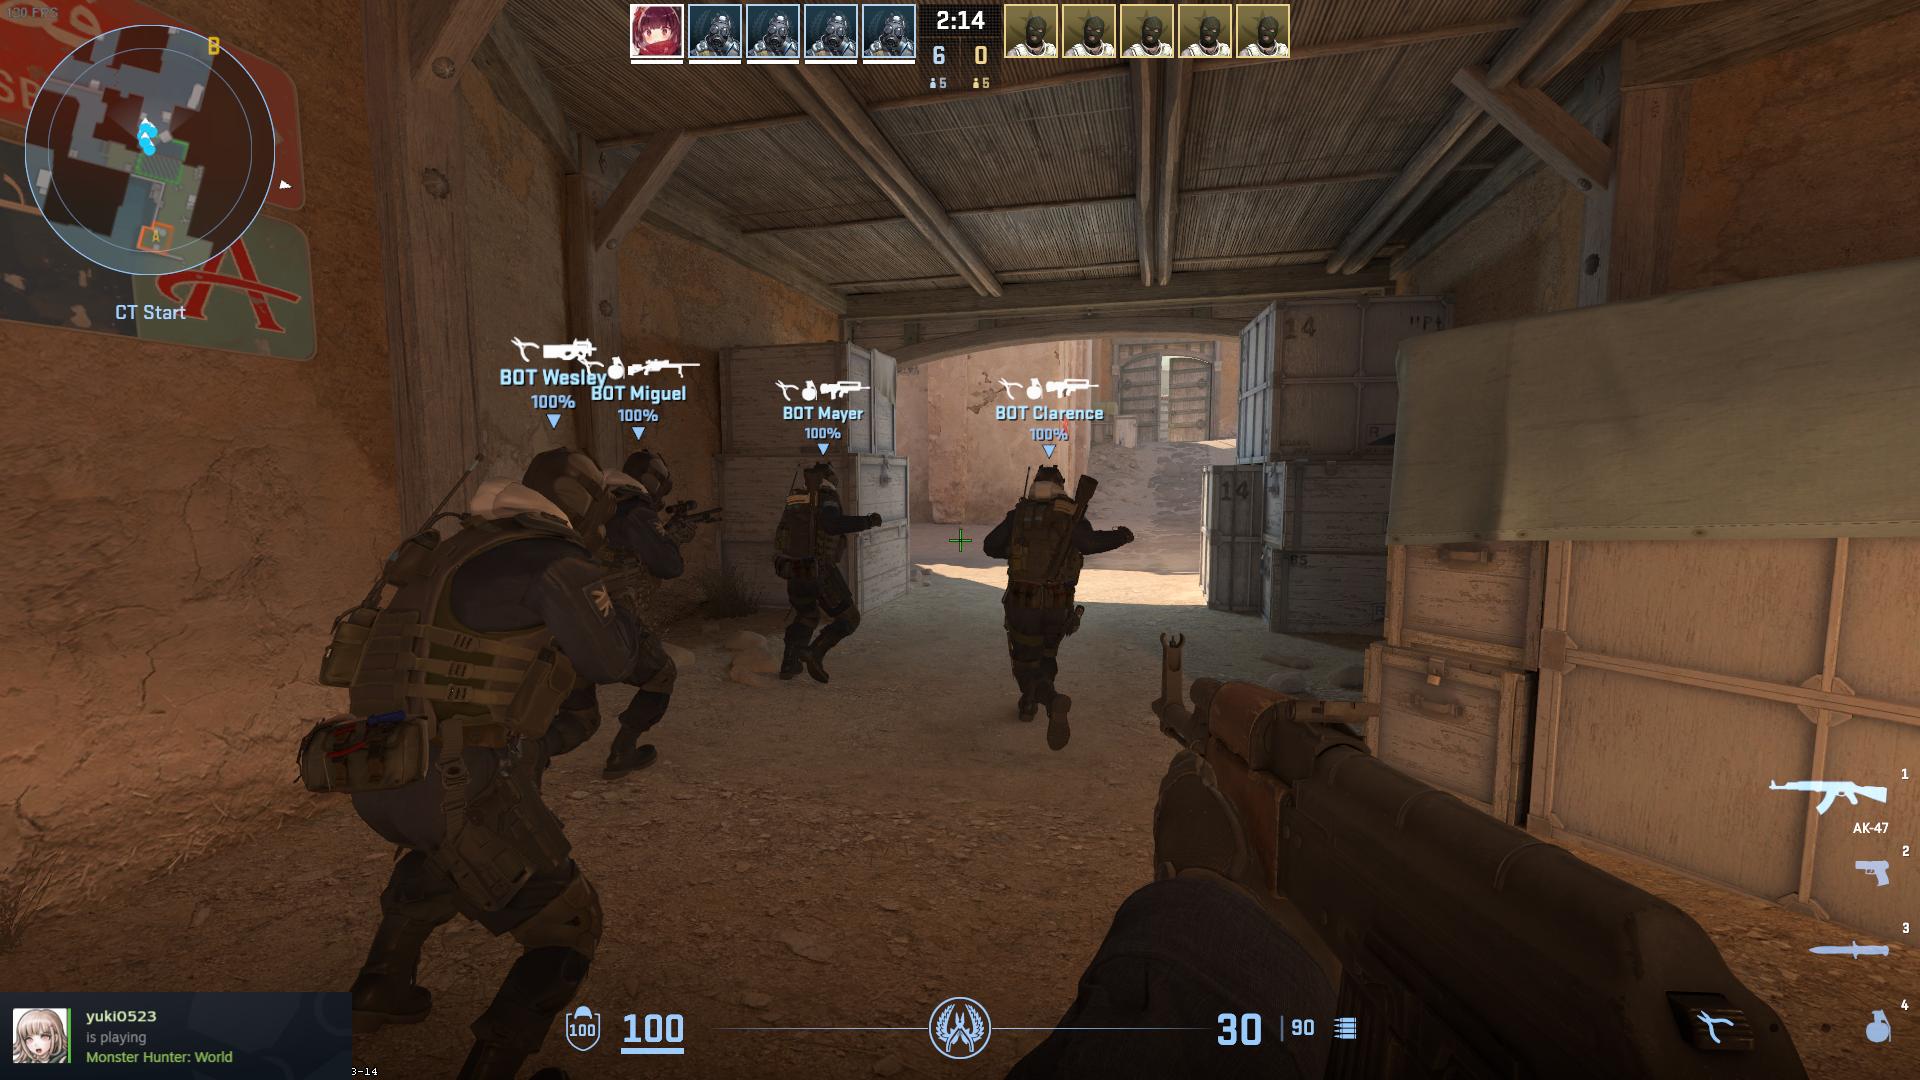 180 FPS
2:14
6 0
5 5
B
A
CT Start
A
BOT Wesley
100%
BOT Miguel
100%
BOT Mayer
100%
BOT Clarence
100%
14
14
1
AK-47
2
3
4
yuki0523
is playing
Monster Hunter: World
100
100
30
90
3-14